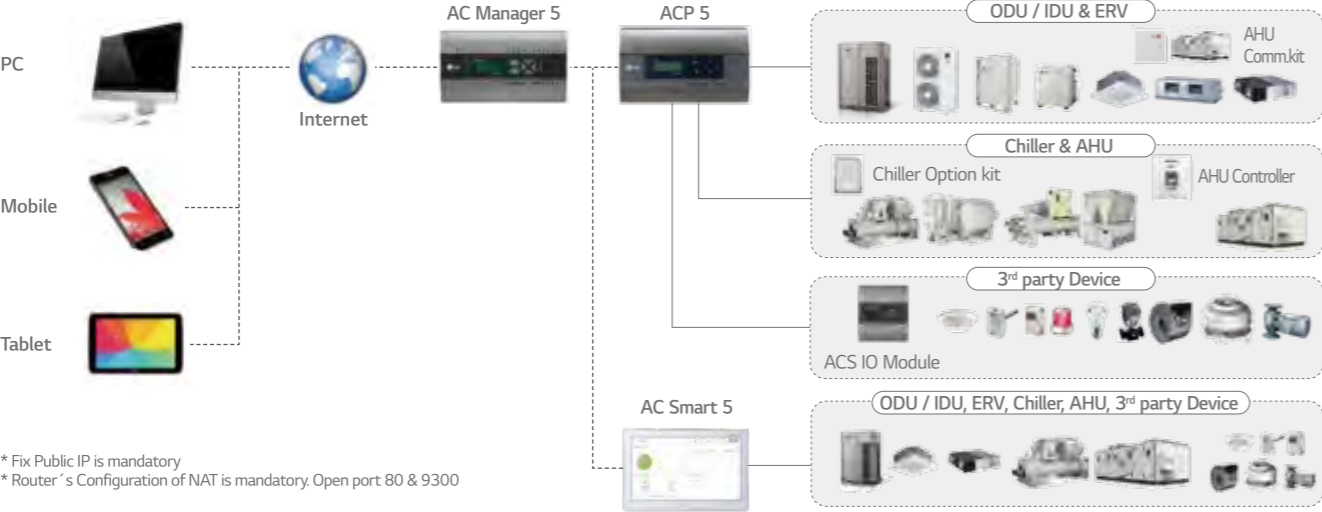 AC Manager 5
ACP 5
ODU / IDU & ERV
PC
AHU
Comm.kit
Internet
Chiller & AHU
Chiller Option kit
AHU Controller
Mobile
3rd party Device
Tablet
ACS IO Module
AC Smart 5
ODU / IDU, ERV, Chiller, AHU, 3rd party Device
* Fix Public IP is mandatory
* Router´s Configuration of NAT is mandatory. Open port 80 & 9300